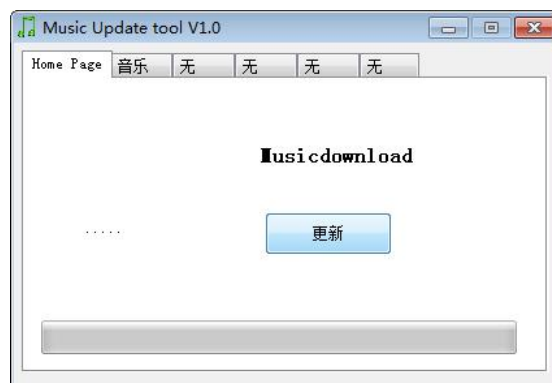 Music Update tool V1.0
Home Page 音乐 无 无 无 无
Musicdownload
..... 更新